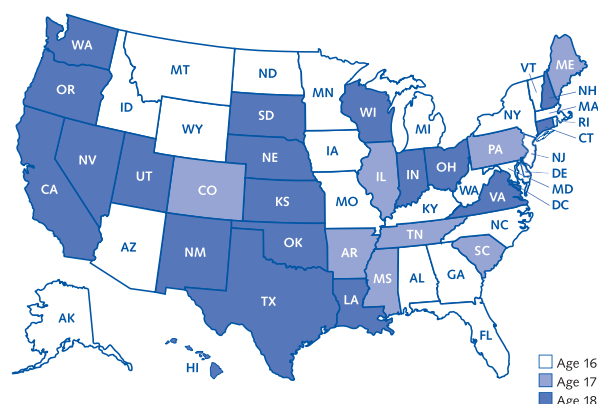 WA
OR
CA
NV
ID
MT
WY
UT
CO
AZ
NM
ND
SD
NE
KS
OK
TX
MN
IA
MO
AR
LA
WI
IL
MS
MI
IN
OH
KY
TN
AL
GA
FL
SC
NC
VA
WA
PA
NY
VT
ME
NH
MA
RI
CT
NJ
DE
MD
DC
AK
HI
Age 16
Age 17
Age 18